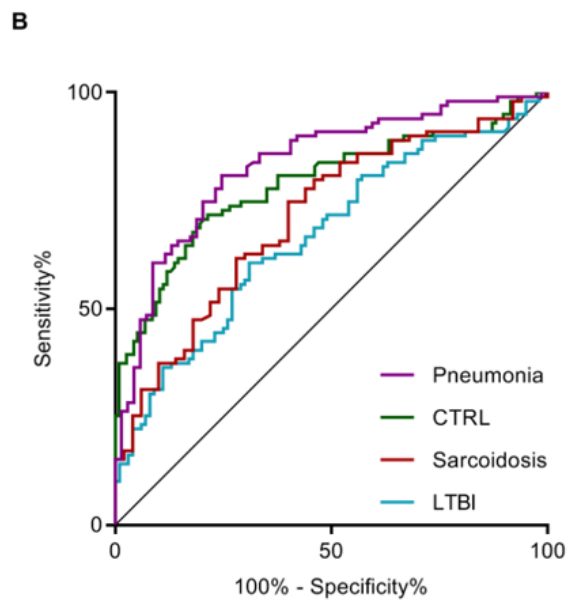 B
100
50
0
Sensitivity%
Pneumonia
CTRL
Sarcoidosis
LTBI
0 50 100
100% - Specificity%